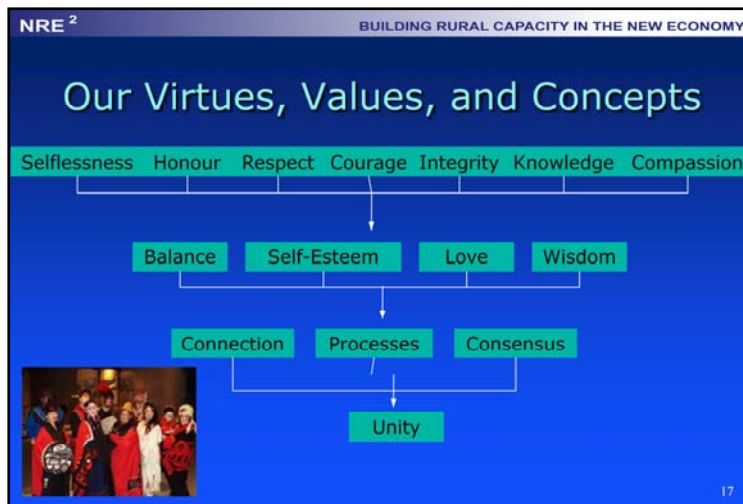 NRE ² BUILDING RURAL CAPACITY IN THE NEW ECONOMY
Our Virtues, Values, and Concepts
Selflessness Honour Respect Courage Integrity Knowledge Compassion
Balance Self-Esteem Love Wisdom
Connection Processes Consensus
Unity
17